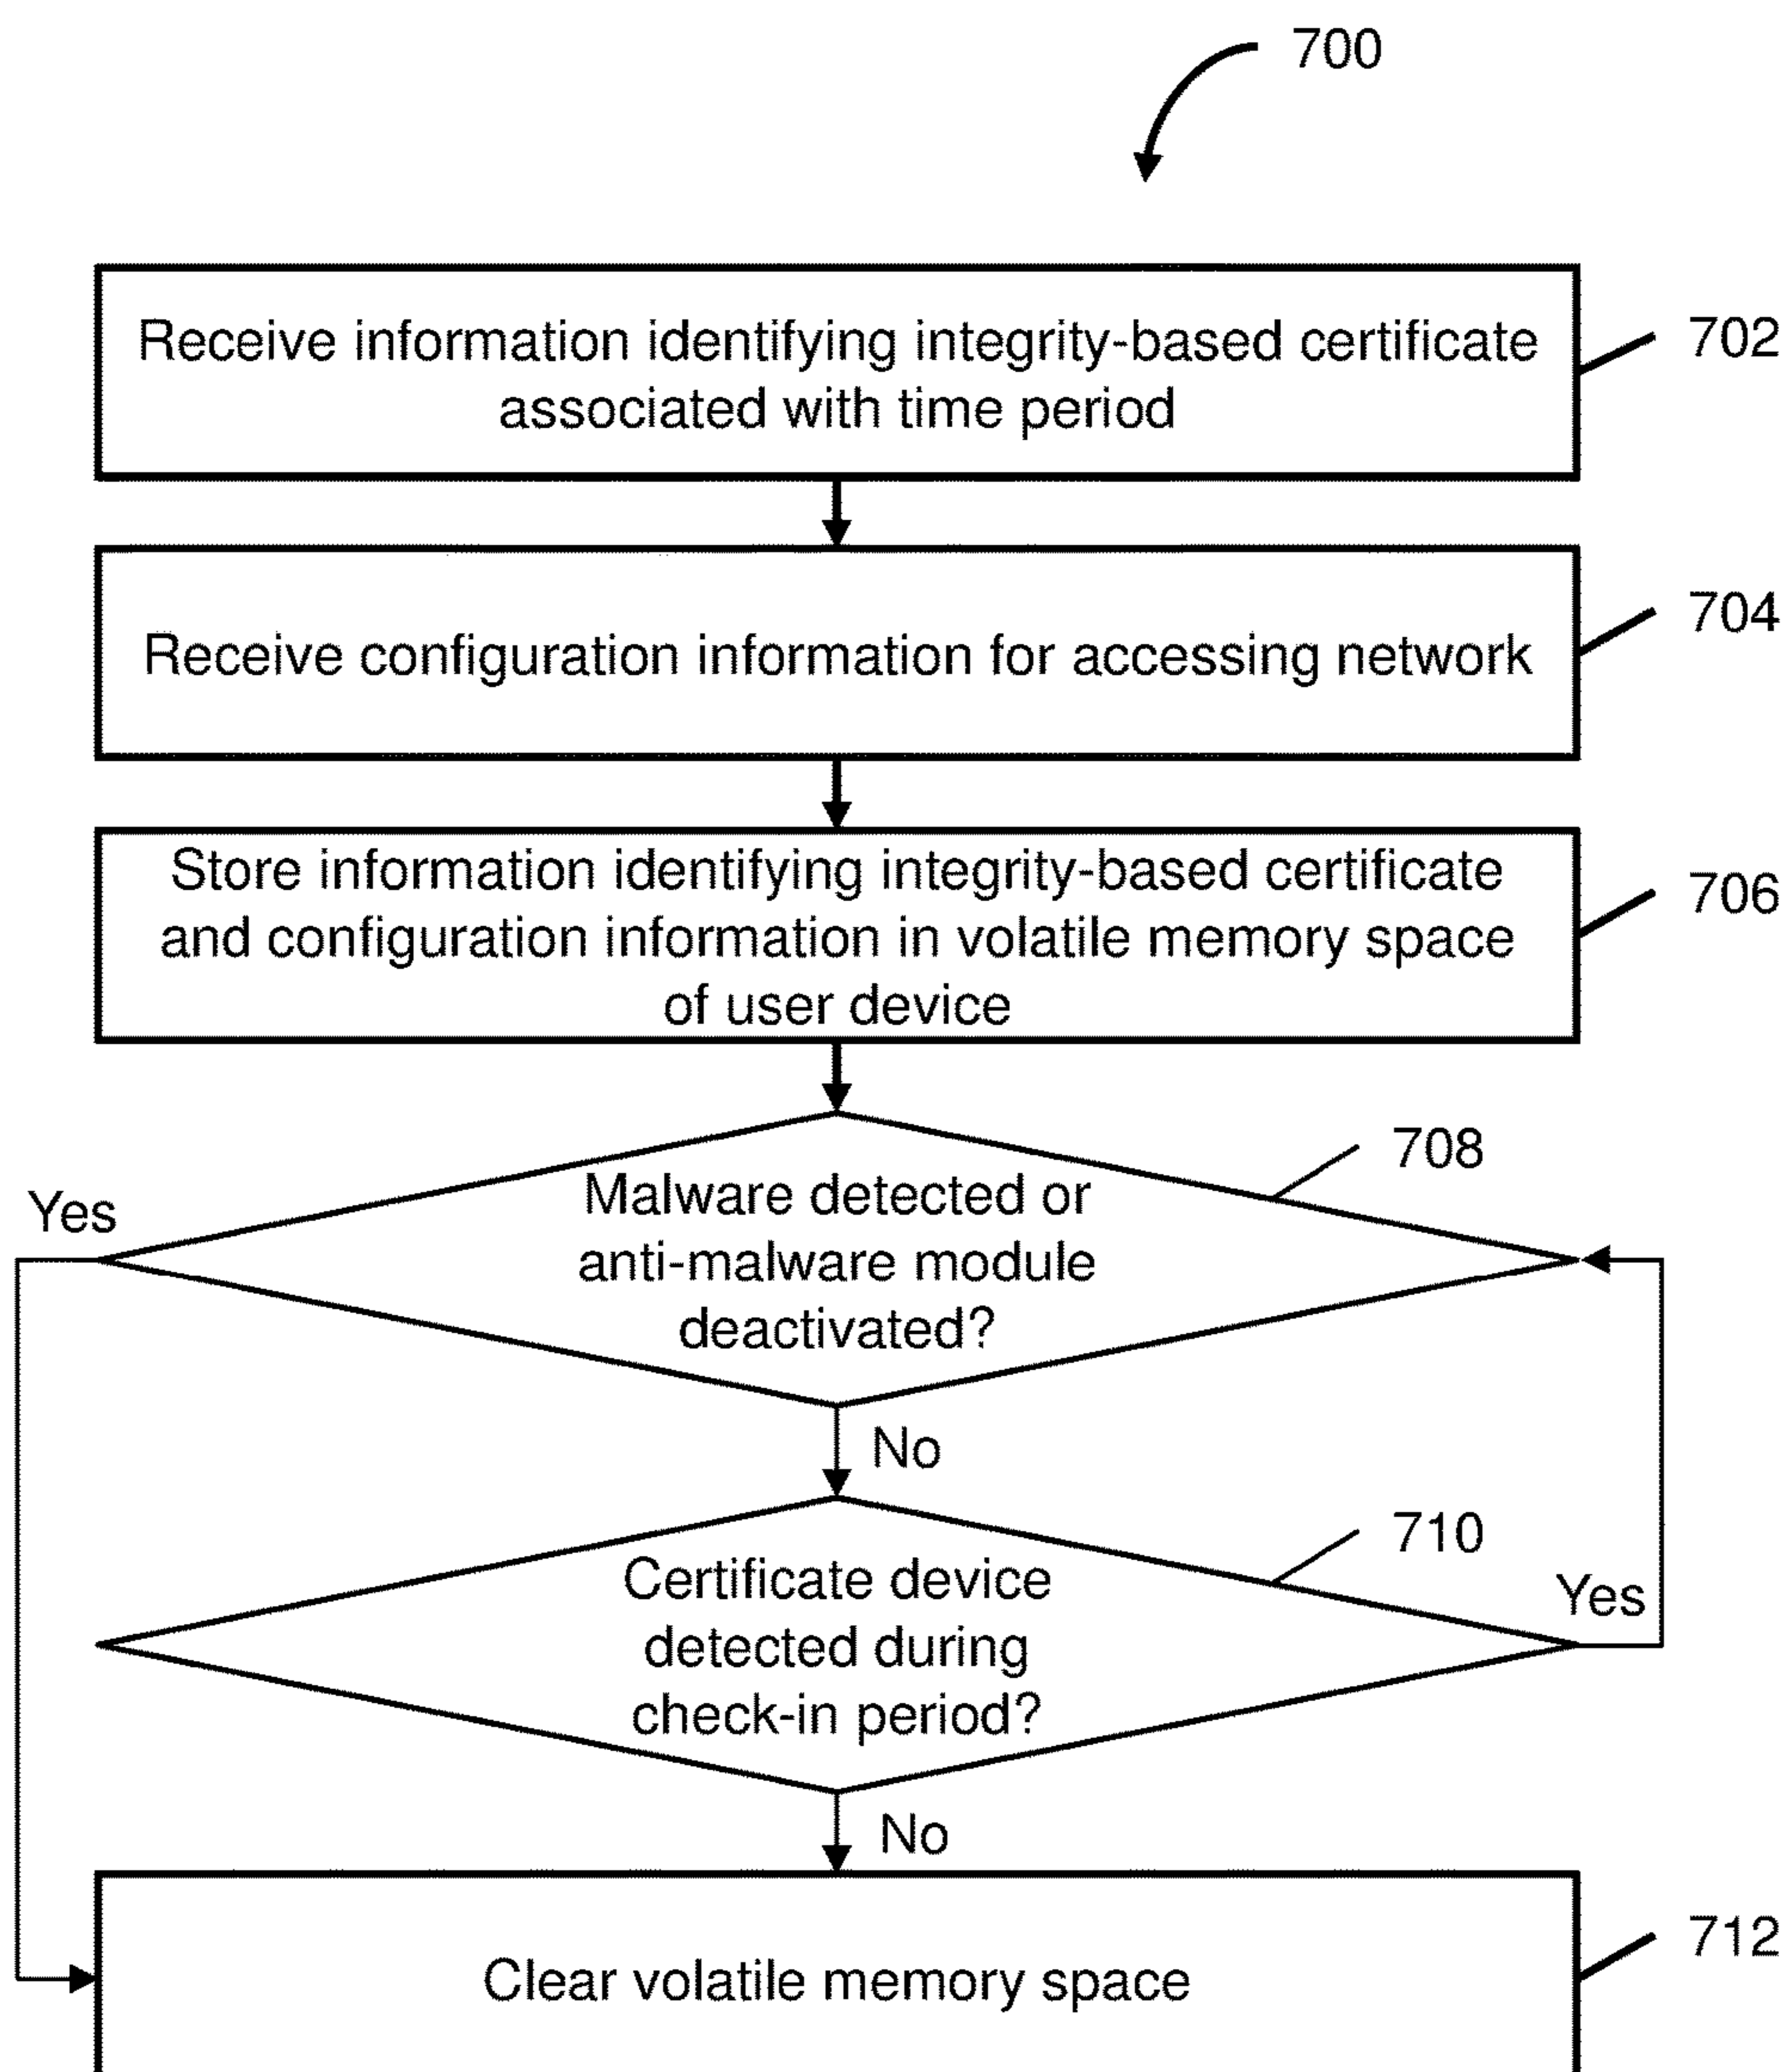 700
Receive information identifying integrity-based certificate
associated with time period
702
Receive configuration information for accessing network
704
Store information identifying integrity-based certificate
and configuration information in volatile memory space
of user device
706
Malware detected or
anti-malware module
deactivated?
708
Yes
No
Certificate device
detected during
check-in period?
710
Yes
No
Clear volatile memory space
712